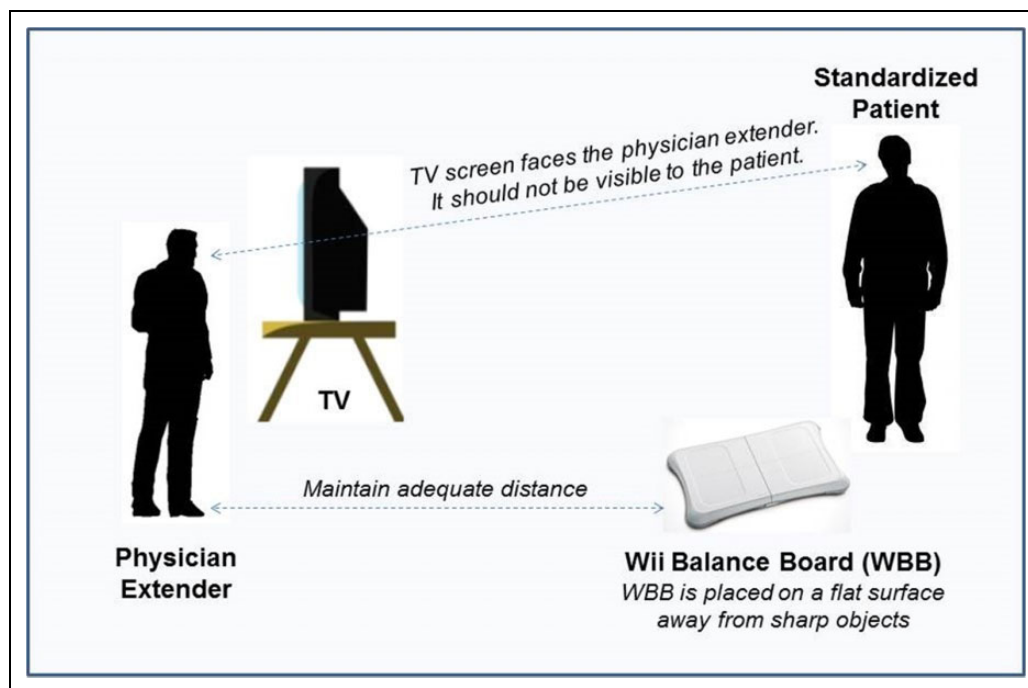 Standardized
Patient
TV screen faces the physician extender.
It should not be visible to the patient.
TV
Maintain adequate distance
Physician
Extender
Wii Balance Board (WBB)
WBB is placed on a flat surface
away from sharp objects